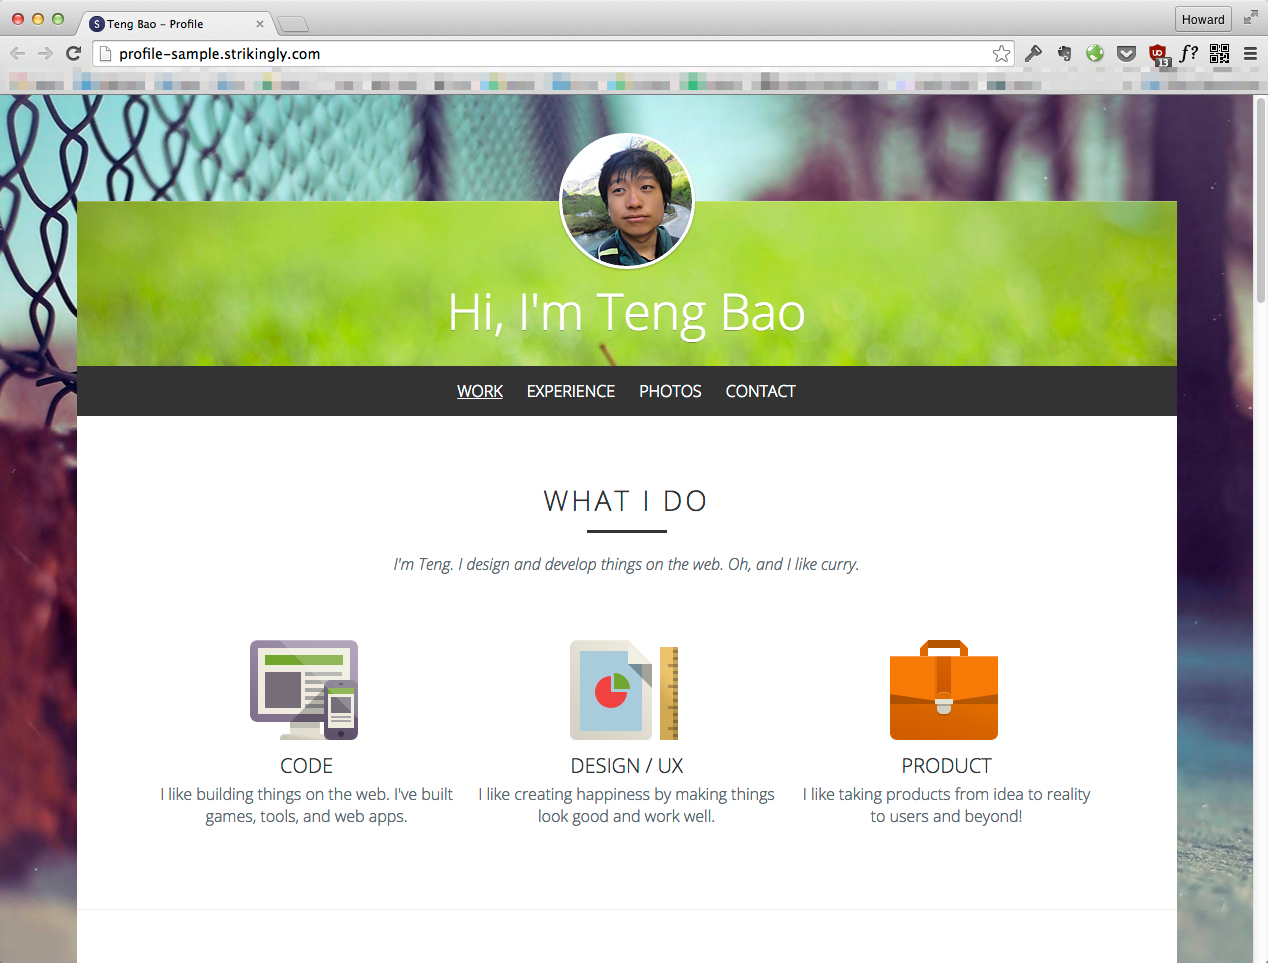 Teng Bao – Profile
Howard
profile-sample.strikingly.com
13
f?
Hi, I'm Teng Bao
WORK EXPERIENCE PHOTOS CONTACT
WHAT I DO
I'm Teng. I design and develop things on the web. Oh, and I like curry.
CODE
I like building things on the web. I've built
games, tools, and web apps.
DESIGN / UX
I like creating happiness by making things
look good and work well.
PRODUCT
I like taking products from idea to reality
to users and beyond!